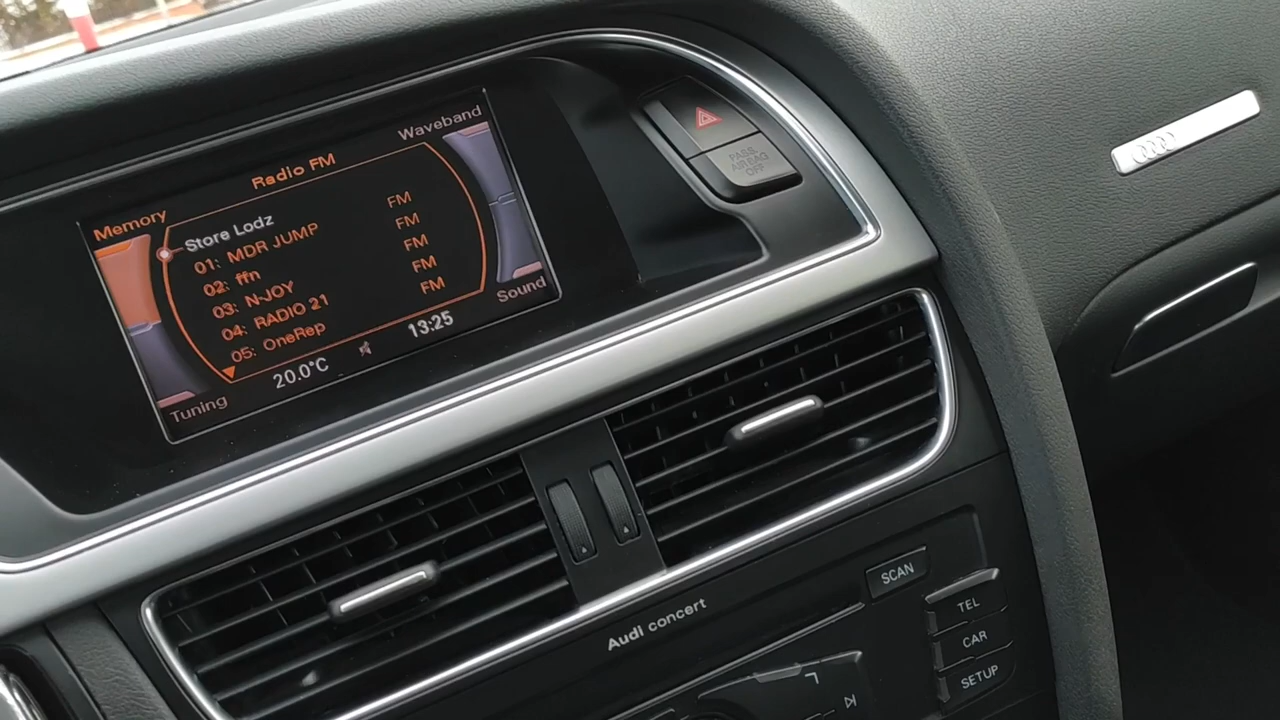 Waveband
Radio FM
Memory
Store Lodz
01: MDR JUMP FM
02: ffn FM
03: N-JOY FM
04: RADIO 21 FM
05: OneRep FM
Sound
Tuning
20.0°C 13:25
PASS
AIRBAG
OFF
Audi concert
SCAN
TEL
CAR
SETUP